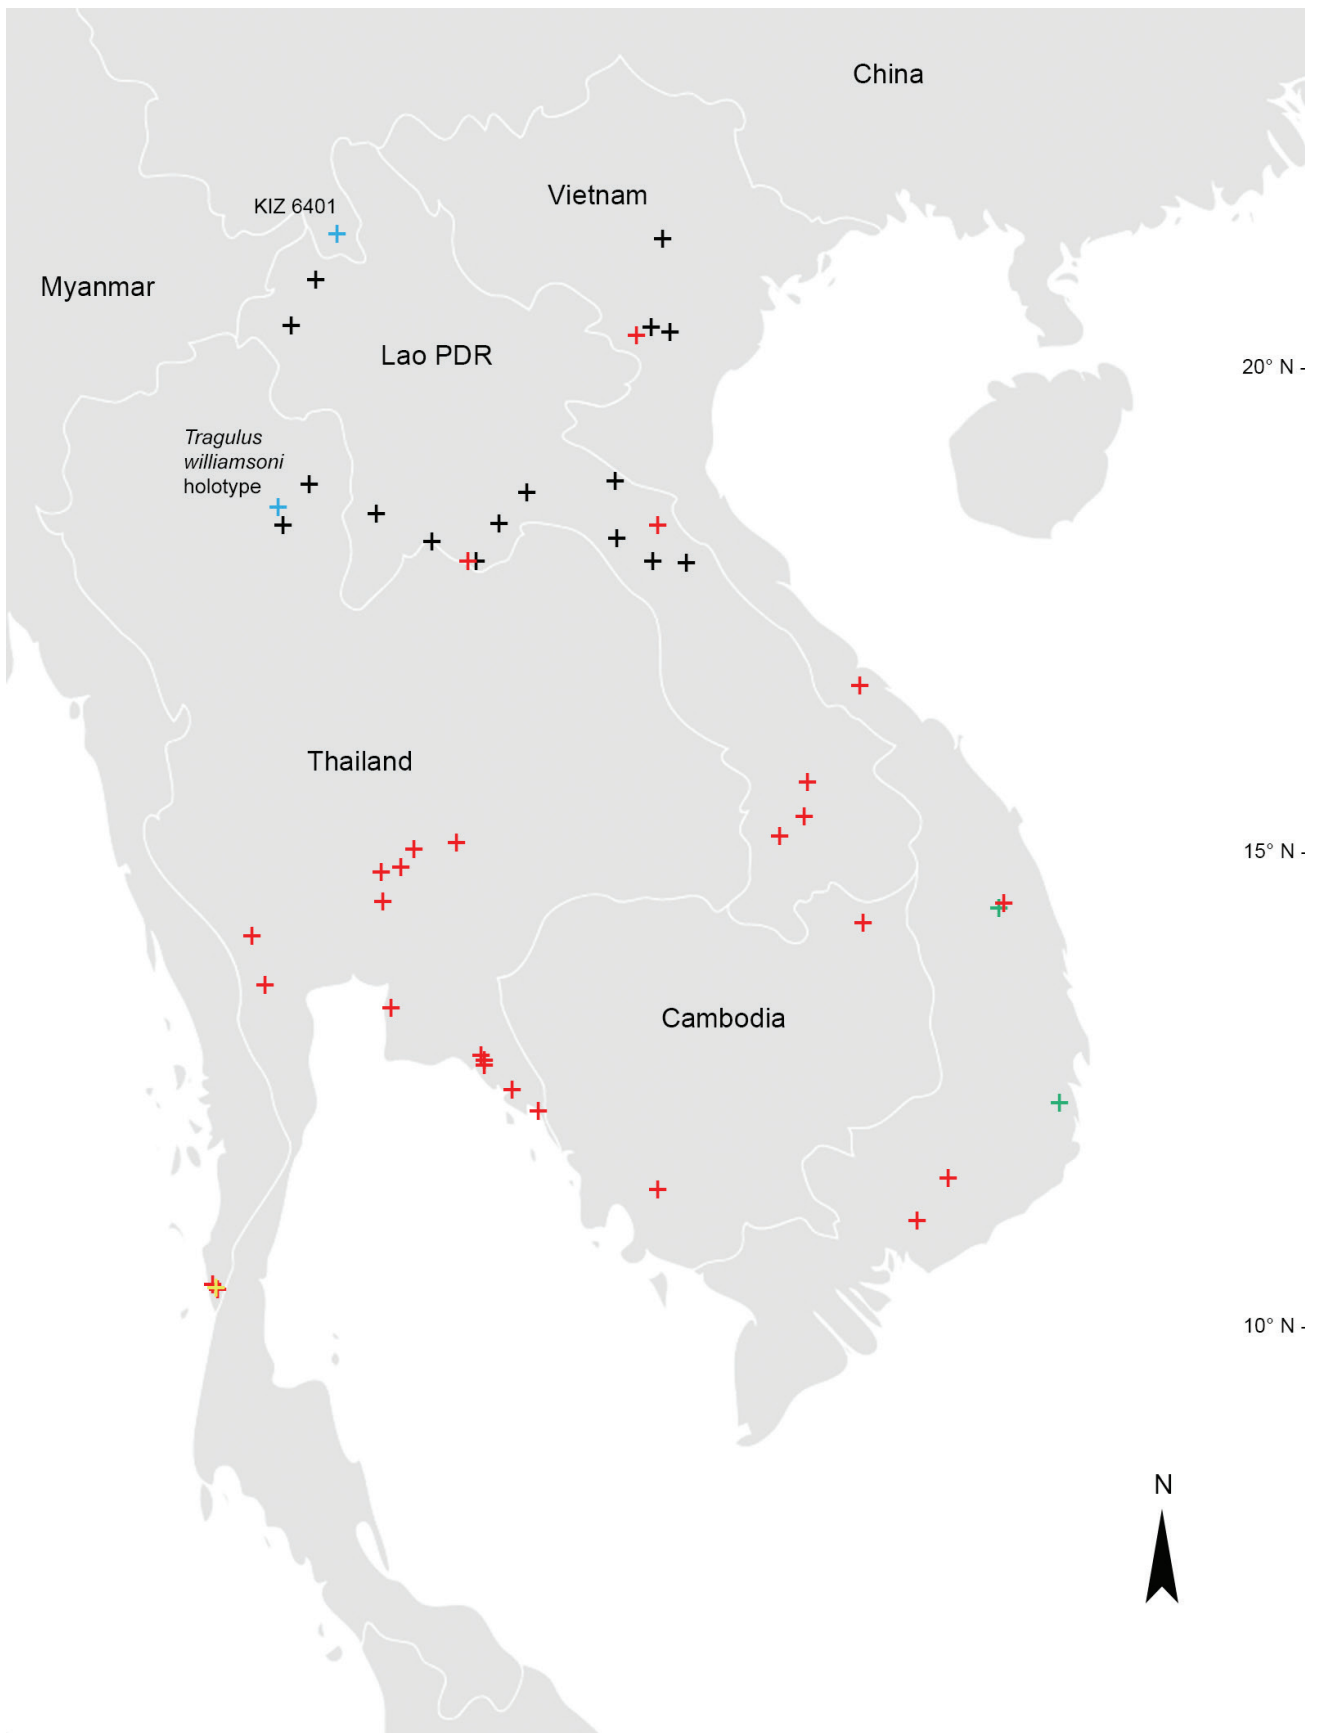 China
Vietnam
KIZ 6401
Myanmar
Lao PDR
20° N -
Tragulus
williamsoni
holotype
Thailand
15° N -
Cambodia
10° N -
N